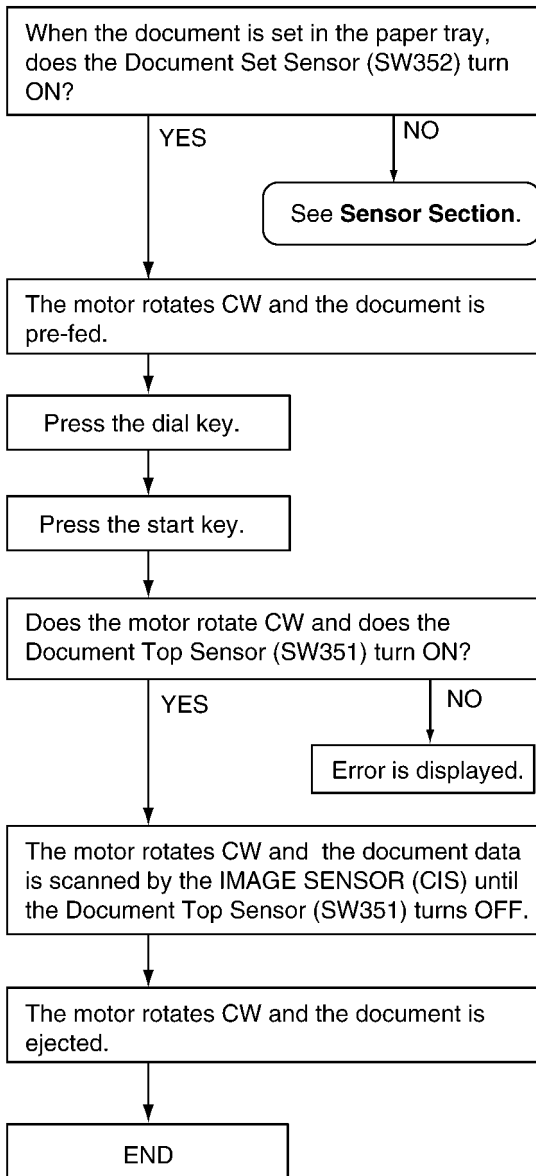 When the document is set in the paper tray,
does the Document Set Sensor (SW352) turn
ON?
YES
NO
See Sensor Section.
The motor rotates CW and the document is
pre-fed.
Press the dial key.
Press the start key.
Does the motor rotate CW and does the
Document Top Sensor (SW351) turn ON?
YES
NO
Error is displayed.
The motor rotates CW and the document data
is scanned by the IMAGE SENSOR (CIS) until
the Document Top Sensor (SW351) turns OFF.
The motor rotates CW and the document is
ejected.
END